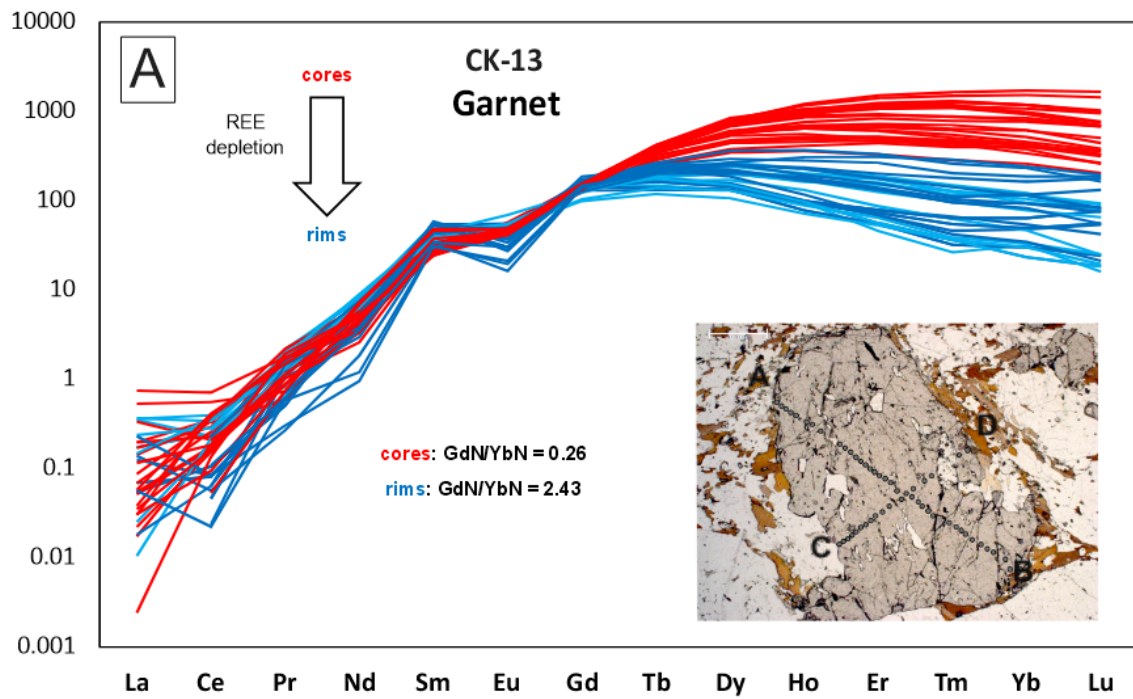 10000
1000
100
10
1
0.1
0.01
0.001
A
CK-13
Garnet
cores
REE
depletion
rims
cores: GdN/YbN = 0.26
rims: GdN/YbN = 2.43
A
D
C
B
La Ce Pr Nd Sm Eu Gd Tb Dy Ho Er Tm Yb Lu